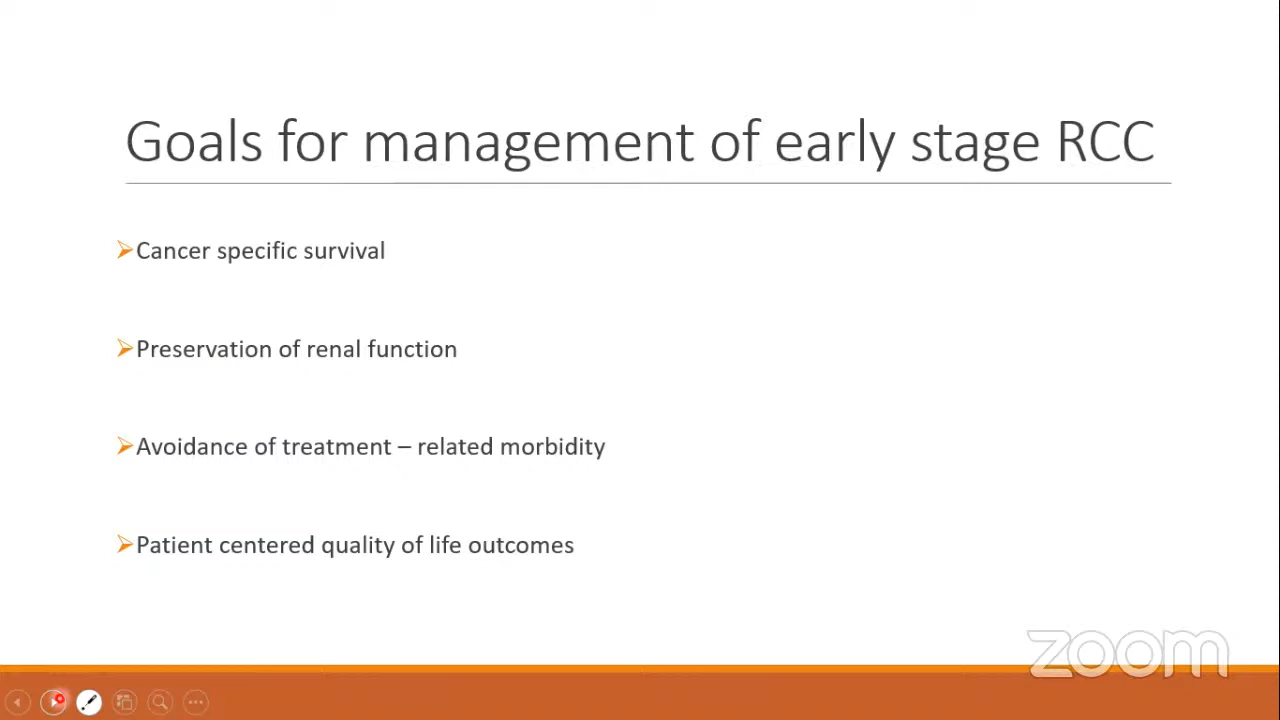 Goals for management of early stage RCC
Cancer specific survival
Preservation of renal function
Avoidance of treatment – related morbidity
Patient centered quality of life outcomes
zoom